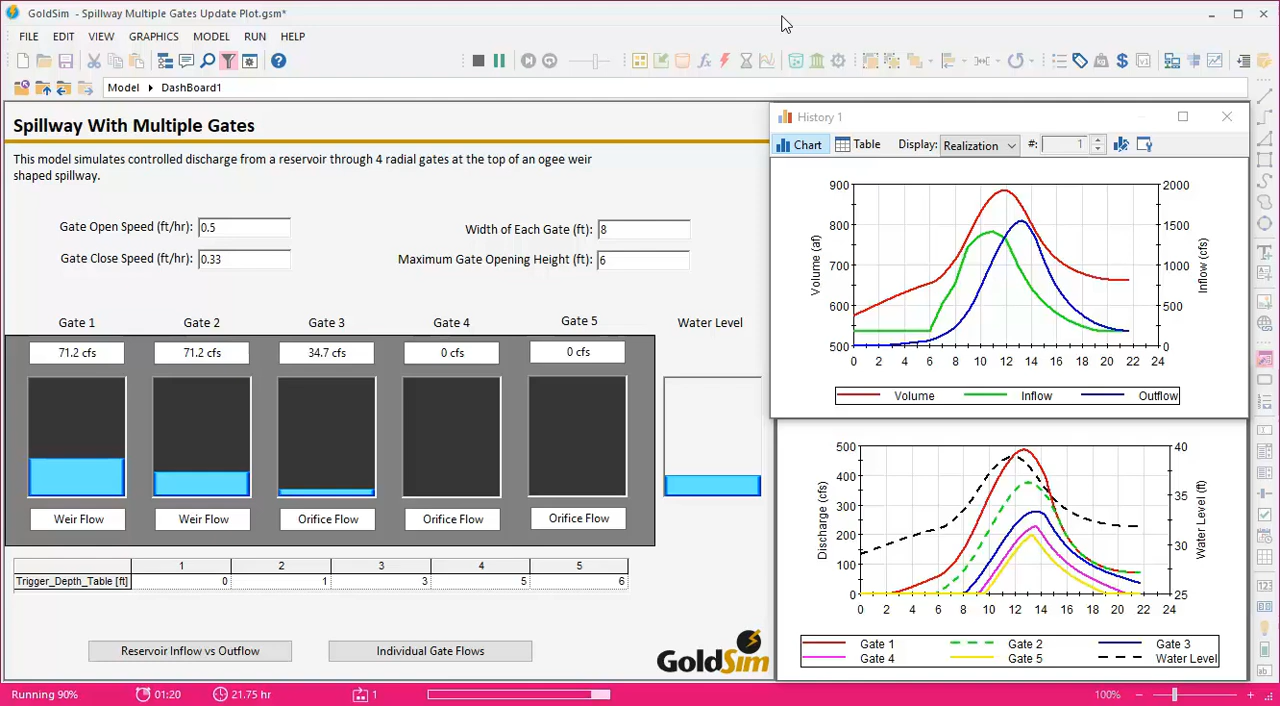 GoldSim - Spillway Multiple Gates Update Plot.gsm*
FILE EDIT VIEW GRAPHICS MODEL RUN HELP
Model DashBoard1
Spillway With Multiple Gates
This model simulates controlled discharge from a reservoir through 4 radial gates at the top of an ogee weir
shaped spillway.
Gate Open Speed (ft/hr): 0.5
Width of Each Gate (ft): 8
Gate Close Speed (ft/hr): 0.33
Maximum Gate Opening Height (ft): 6
Gate 1 Gate 2 Gate 3 Gate 4 Gate 5 Water Level
71.2 cfs 71.2 cfs 34.7 cfs 0 cfs 0 cfs
Weir Flow Weir Flow Orifice Flow Orifice Flow Orifice Flow
1 2 3 4 5
Trigger_Depth_Table [ft] 0 1 3 5 6
Reservoir Inflow vs Outflow Individual Gate Flows
GoldSim
History 1
Chart Table Display: Realization #: 1
900 2000
800 1500
700 1000
600 500
500 0
Volume (af)
Inflow (cfs)
0 2 4 6 8 10 12 14 16 18 20 22 24
Volume Inflow Outflow
500 40
400 35
300
200 30
100
0 25
Discharge (cfs)
Water Level (ft)
0 2 4 6 8 10 12 14 16 18 20 22 24
Gate 1 Gate 2 Gate 3
Gate 4 Gate 5 Water Level
Running 90% 01:20 21.75 hr 1 100%